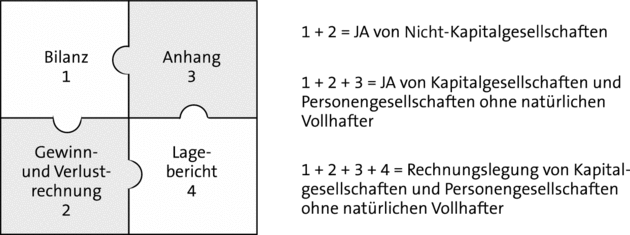 Bilanz
1
Anhang
3
Gewinn-
und Verlust-
rechnung
2
Lage-
bericht
4
1 + 2 = JA von Nicht-Kapitalgesellschaften
1 + 2 + 3 = JA von Kapitalgesellschaften und
Personengesellschaften ohne natürlichen
Vollhafter
1 + 2 + 3 + 4 = Rechnungslegung von Kapital-
gesellschaften und Personengesellschaften
ohne natürlichen Vollhafter